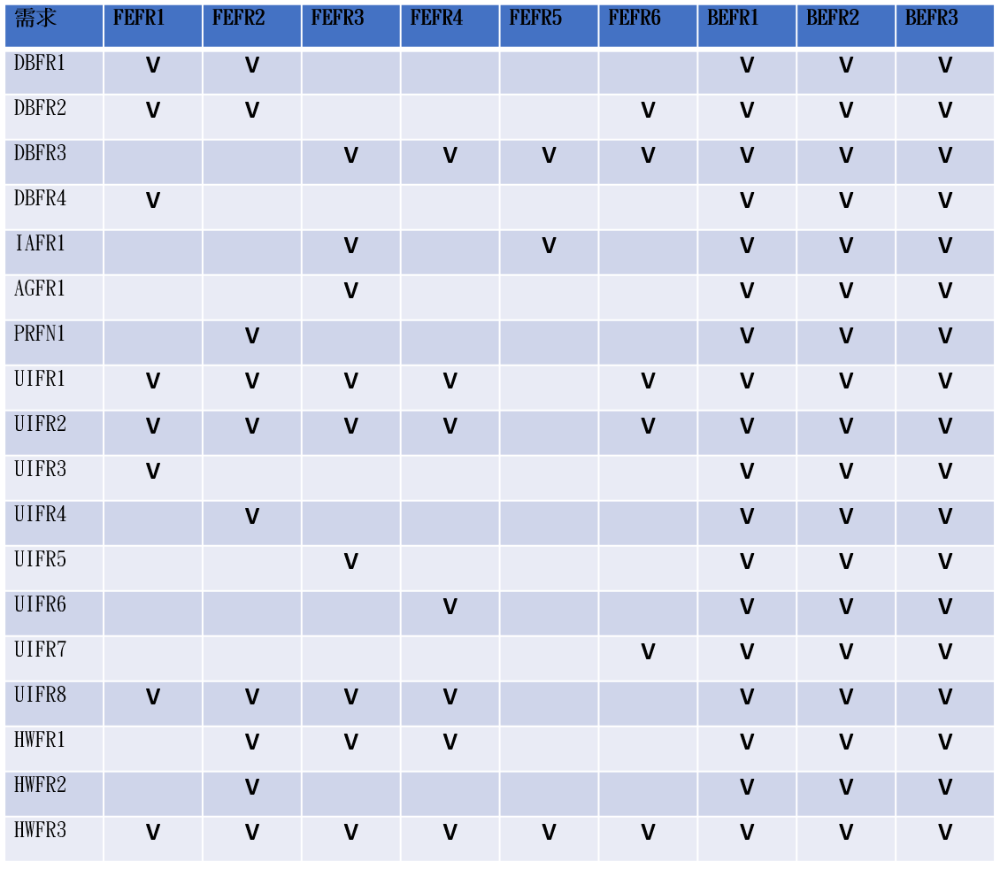 需求 FEFR1 FEFR2 FEFR3 FEFR4 FEFR5 FEFR6 BEFR1 BEFR2 BEFR3
DBFR1 V V V V V
DBFR2 V V V V V V
DBFR3 V V V V V V V
DBFR4 V V V V
IAFR1 V V V V V
AGFR1 V V V V
PRFN1 V V V V
UIFR1 V V V V V V V V
UIFR2 V V V V V V V V
UIFR3 V V V V
UIFR4 V V V V
UIFR5 V V V V
UIFR6 V V V V
UIFR7 V V V V
UIFR8 V V V V V V V
HWFR1 V V V V V V
HWFR2 V V V V
HWFR3 V V V V V V V V V